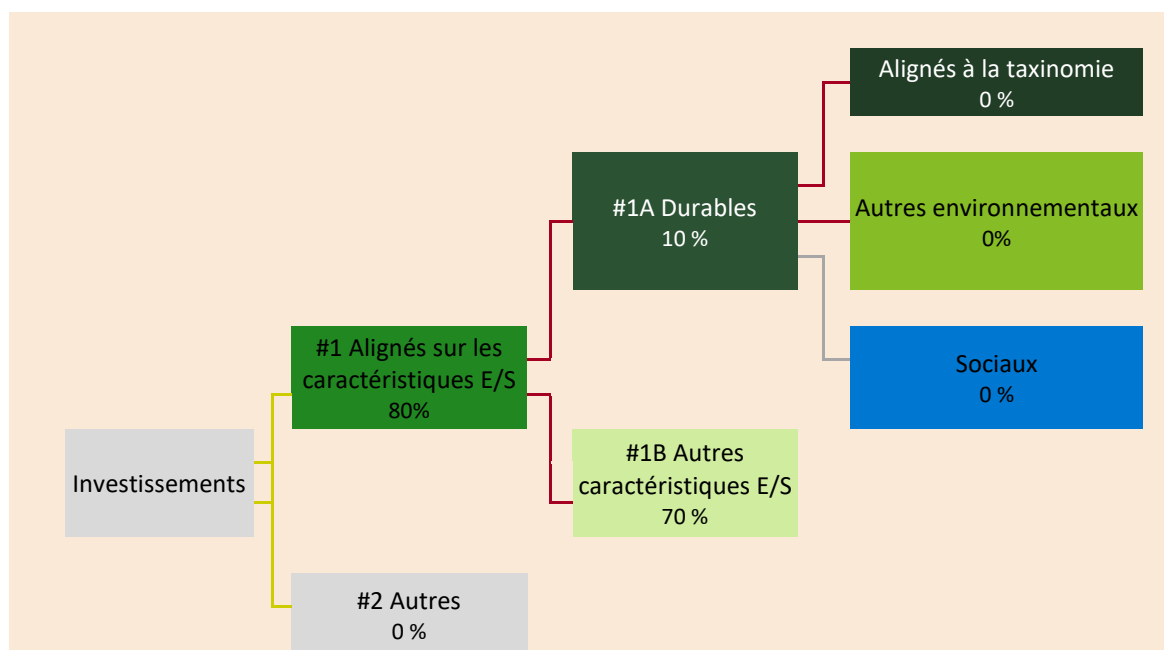 Alignés à la taxinomie
0 %
#1A Durables
10 %
Autres environnementaux
0%
#1 Alignés sur les
caractéristiques E/S
80%
Sociaux
0 %
Investissements
#1B Autres
caractéristiques E/S
70 %
#2 Autres
0 %